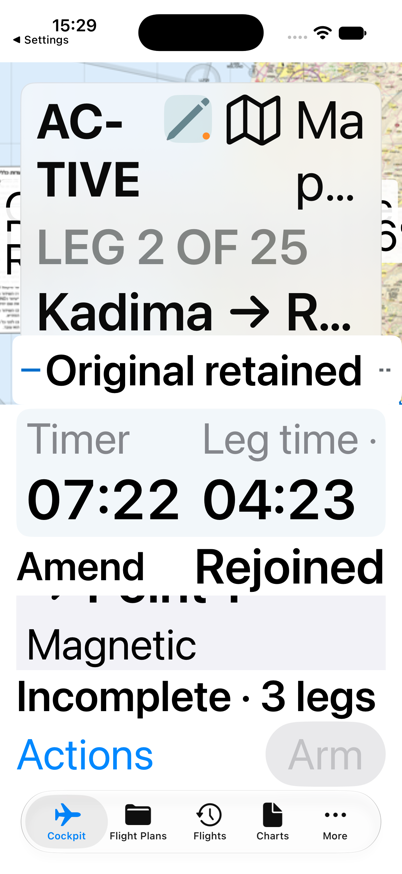 15:29
◀ Settings
AC-
TIVE
Ma
p...
LEG 2 OF 25
Kadima → R...
Original retained
Timer
Leg time ·
07:22
04:23
Amend
Rejoined
Magnetic
Incomplete · 3 legs
Actions
Arm
Cockpit
Flight Plans
Flights
Charts
More